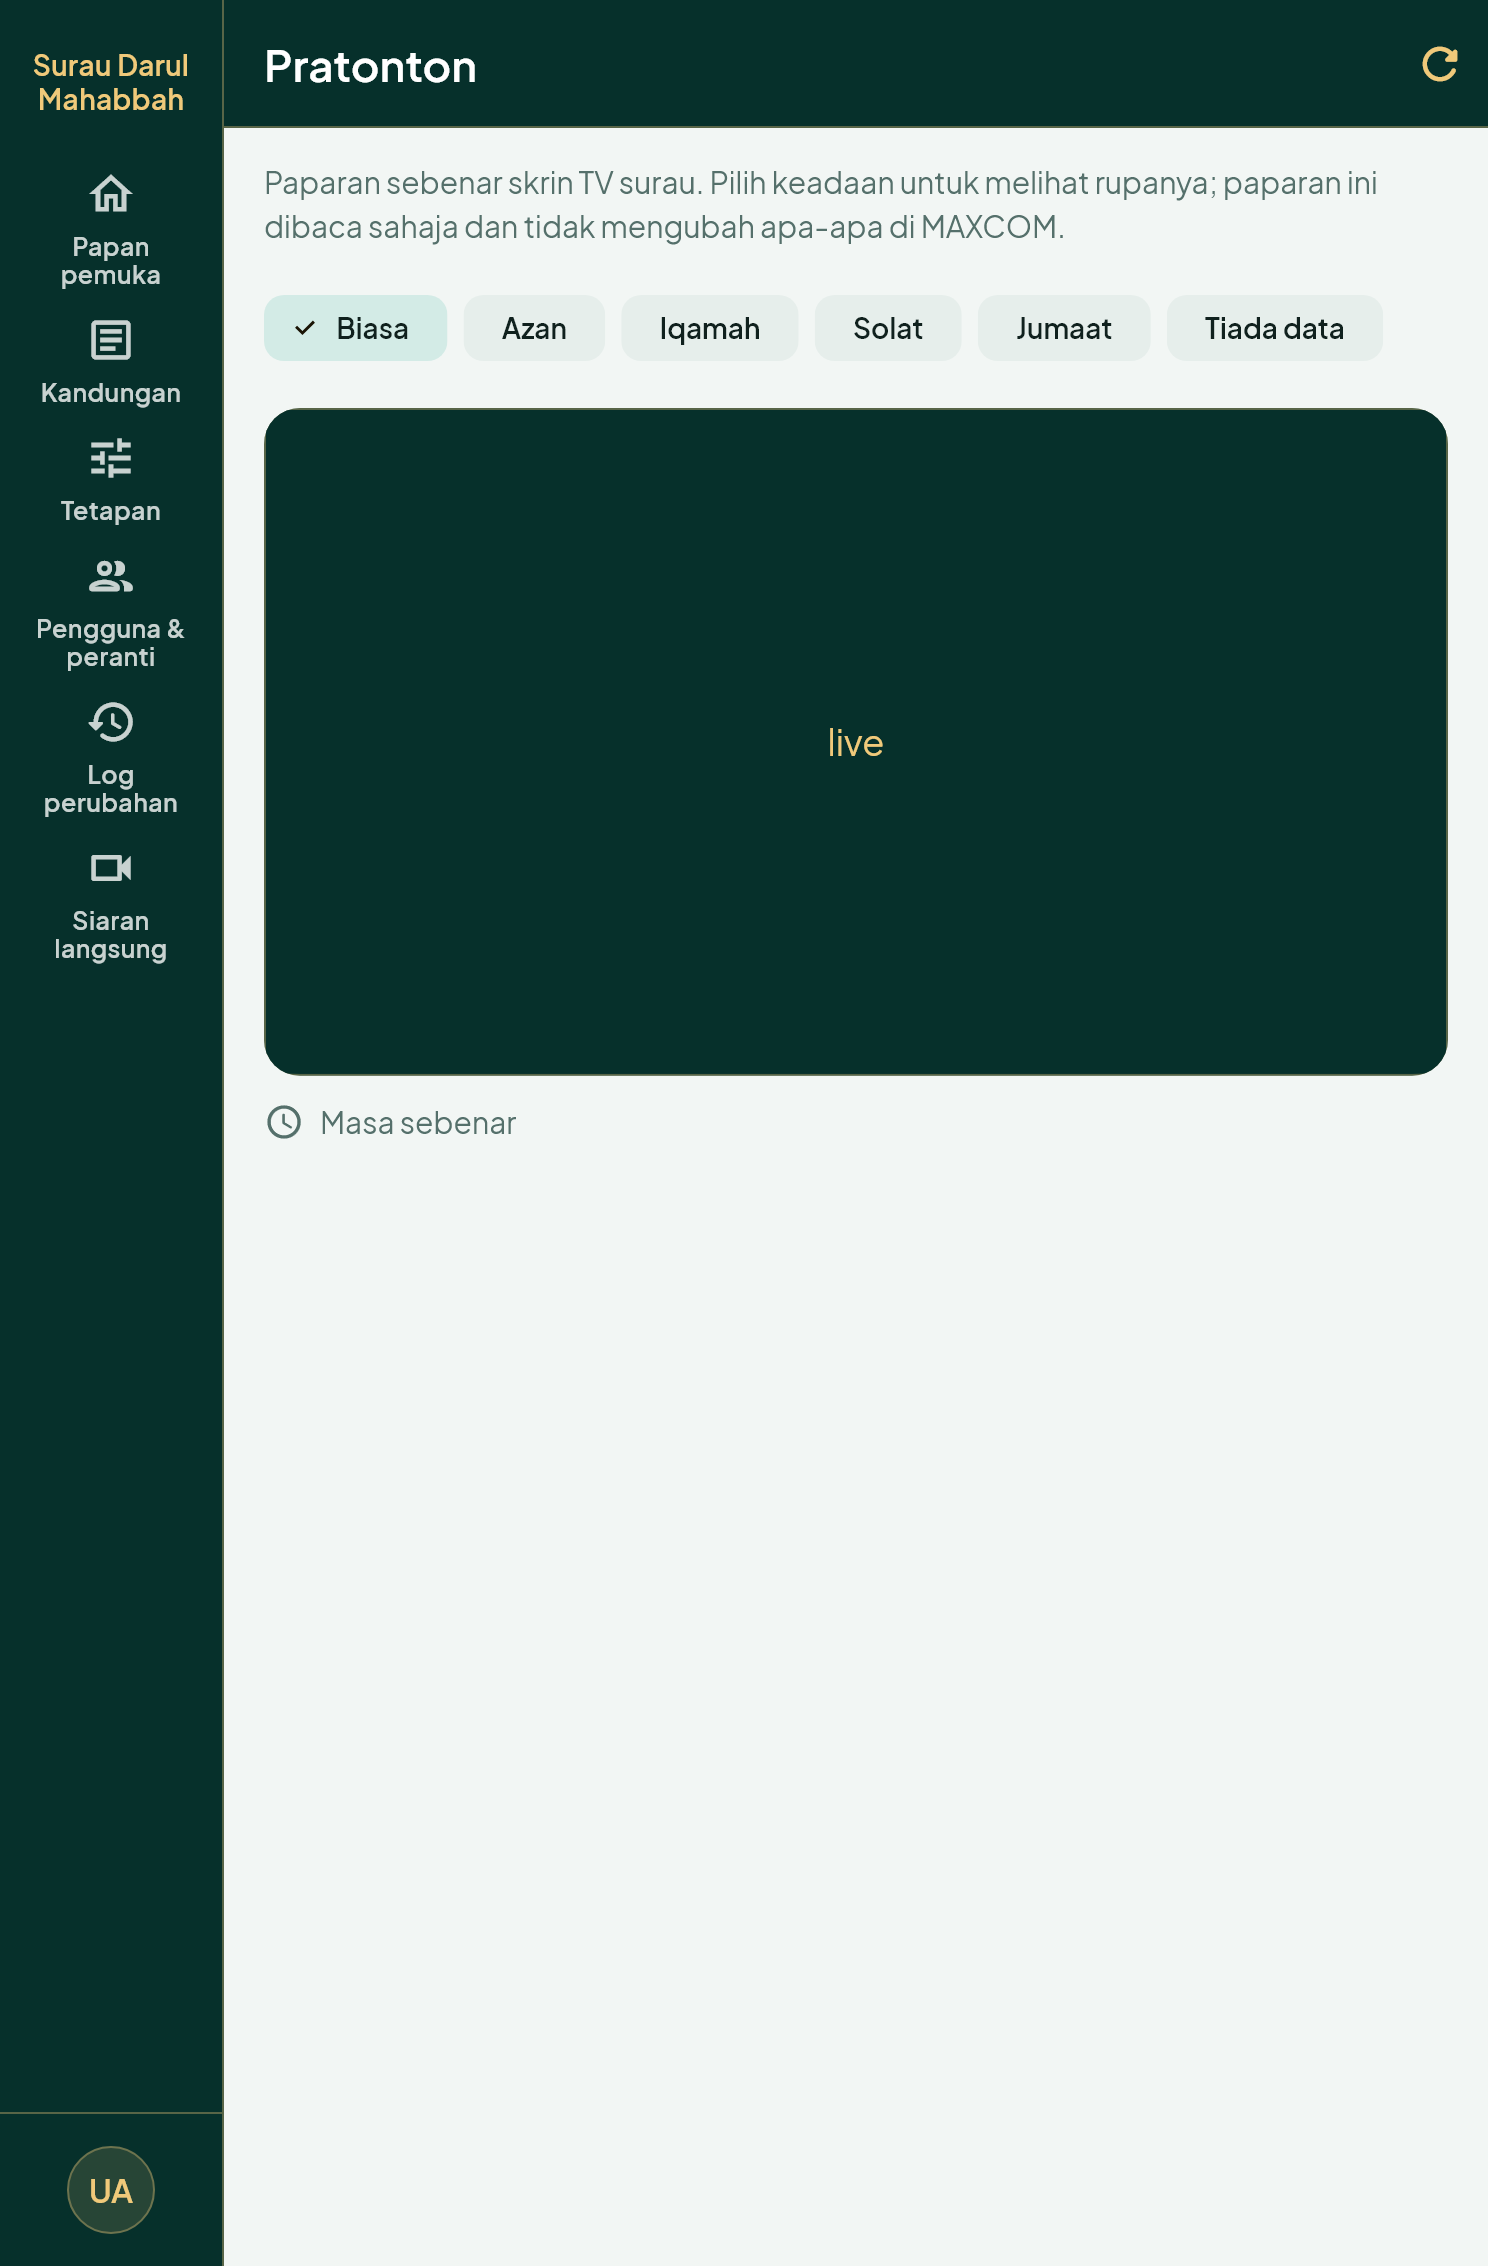 Surau Darul
Mahabbah
Papan
pemuka
Kandungan
Tetapan
Pengguna &
peranti
Log
perubahan
Siaran
langsung
UA
Pratonton
Paparan sebenar skrin TV surau. Pilih keadaan untuk melihat rupanya; paparan ini
dibaca sahaja dan tidak mengubah apa-apa di MAXCOM.
Biasa
Azan
Iqamah
Solat
Jumaat
Tiada data
live
Masa sebenar